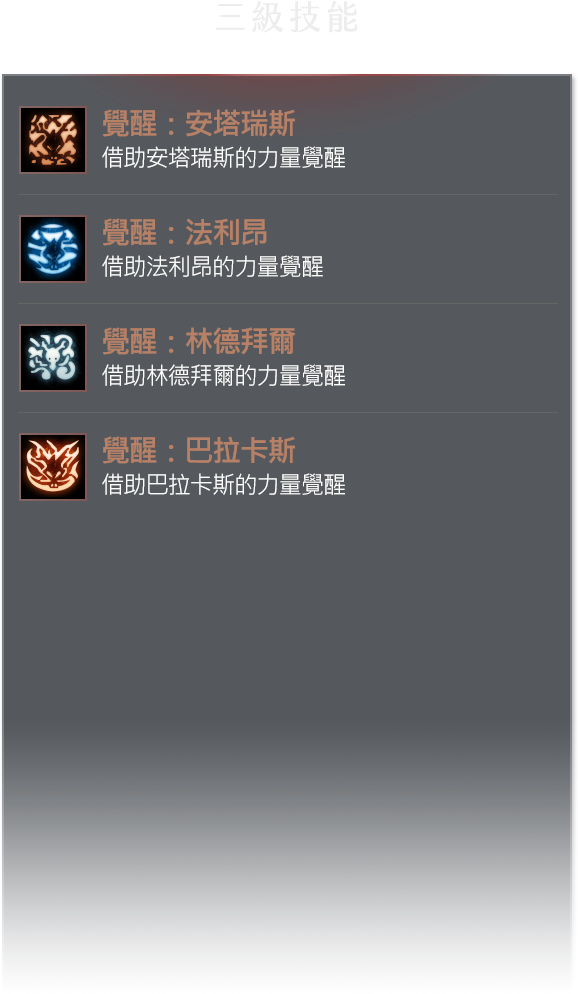 三級技能
覺醒：安塔瑞斯
借助安塔瑞斯的力量覺醒
覺醒：法利昂
借助法利昂的力量覺醒
覺醒：林德拜爾
借助林德拜爾的力量覺醒
覺醒：巴拉卡斯
借助巴拉卡斯的力量覺醒